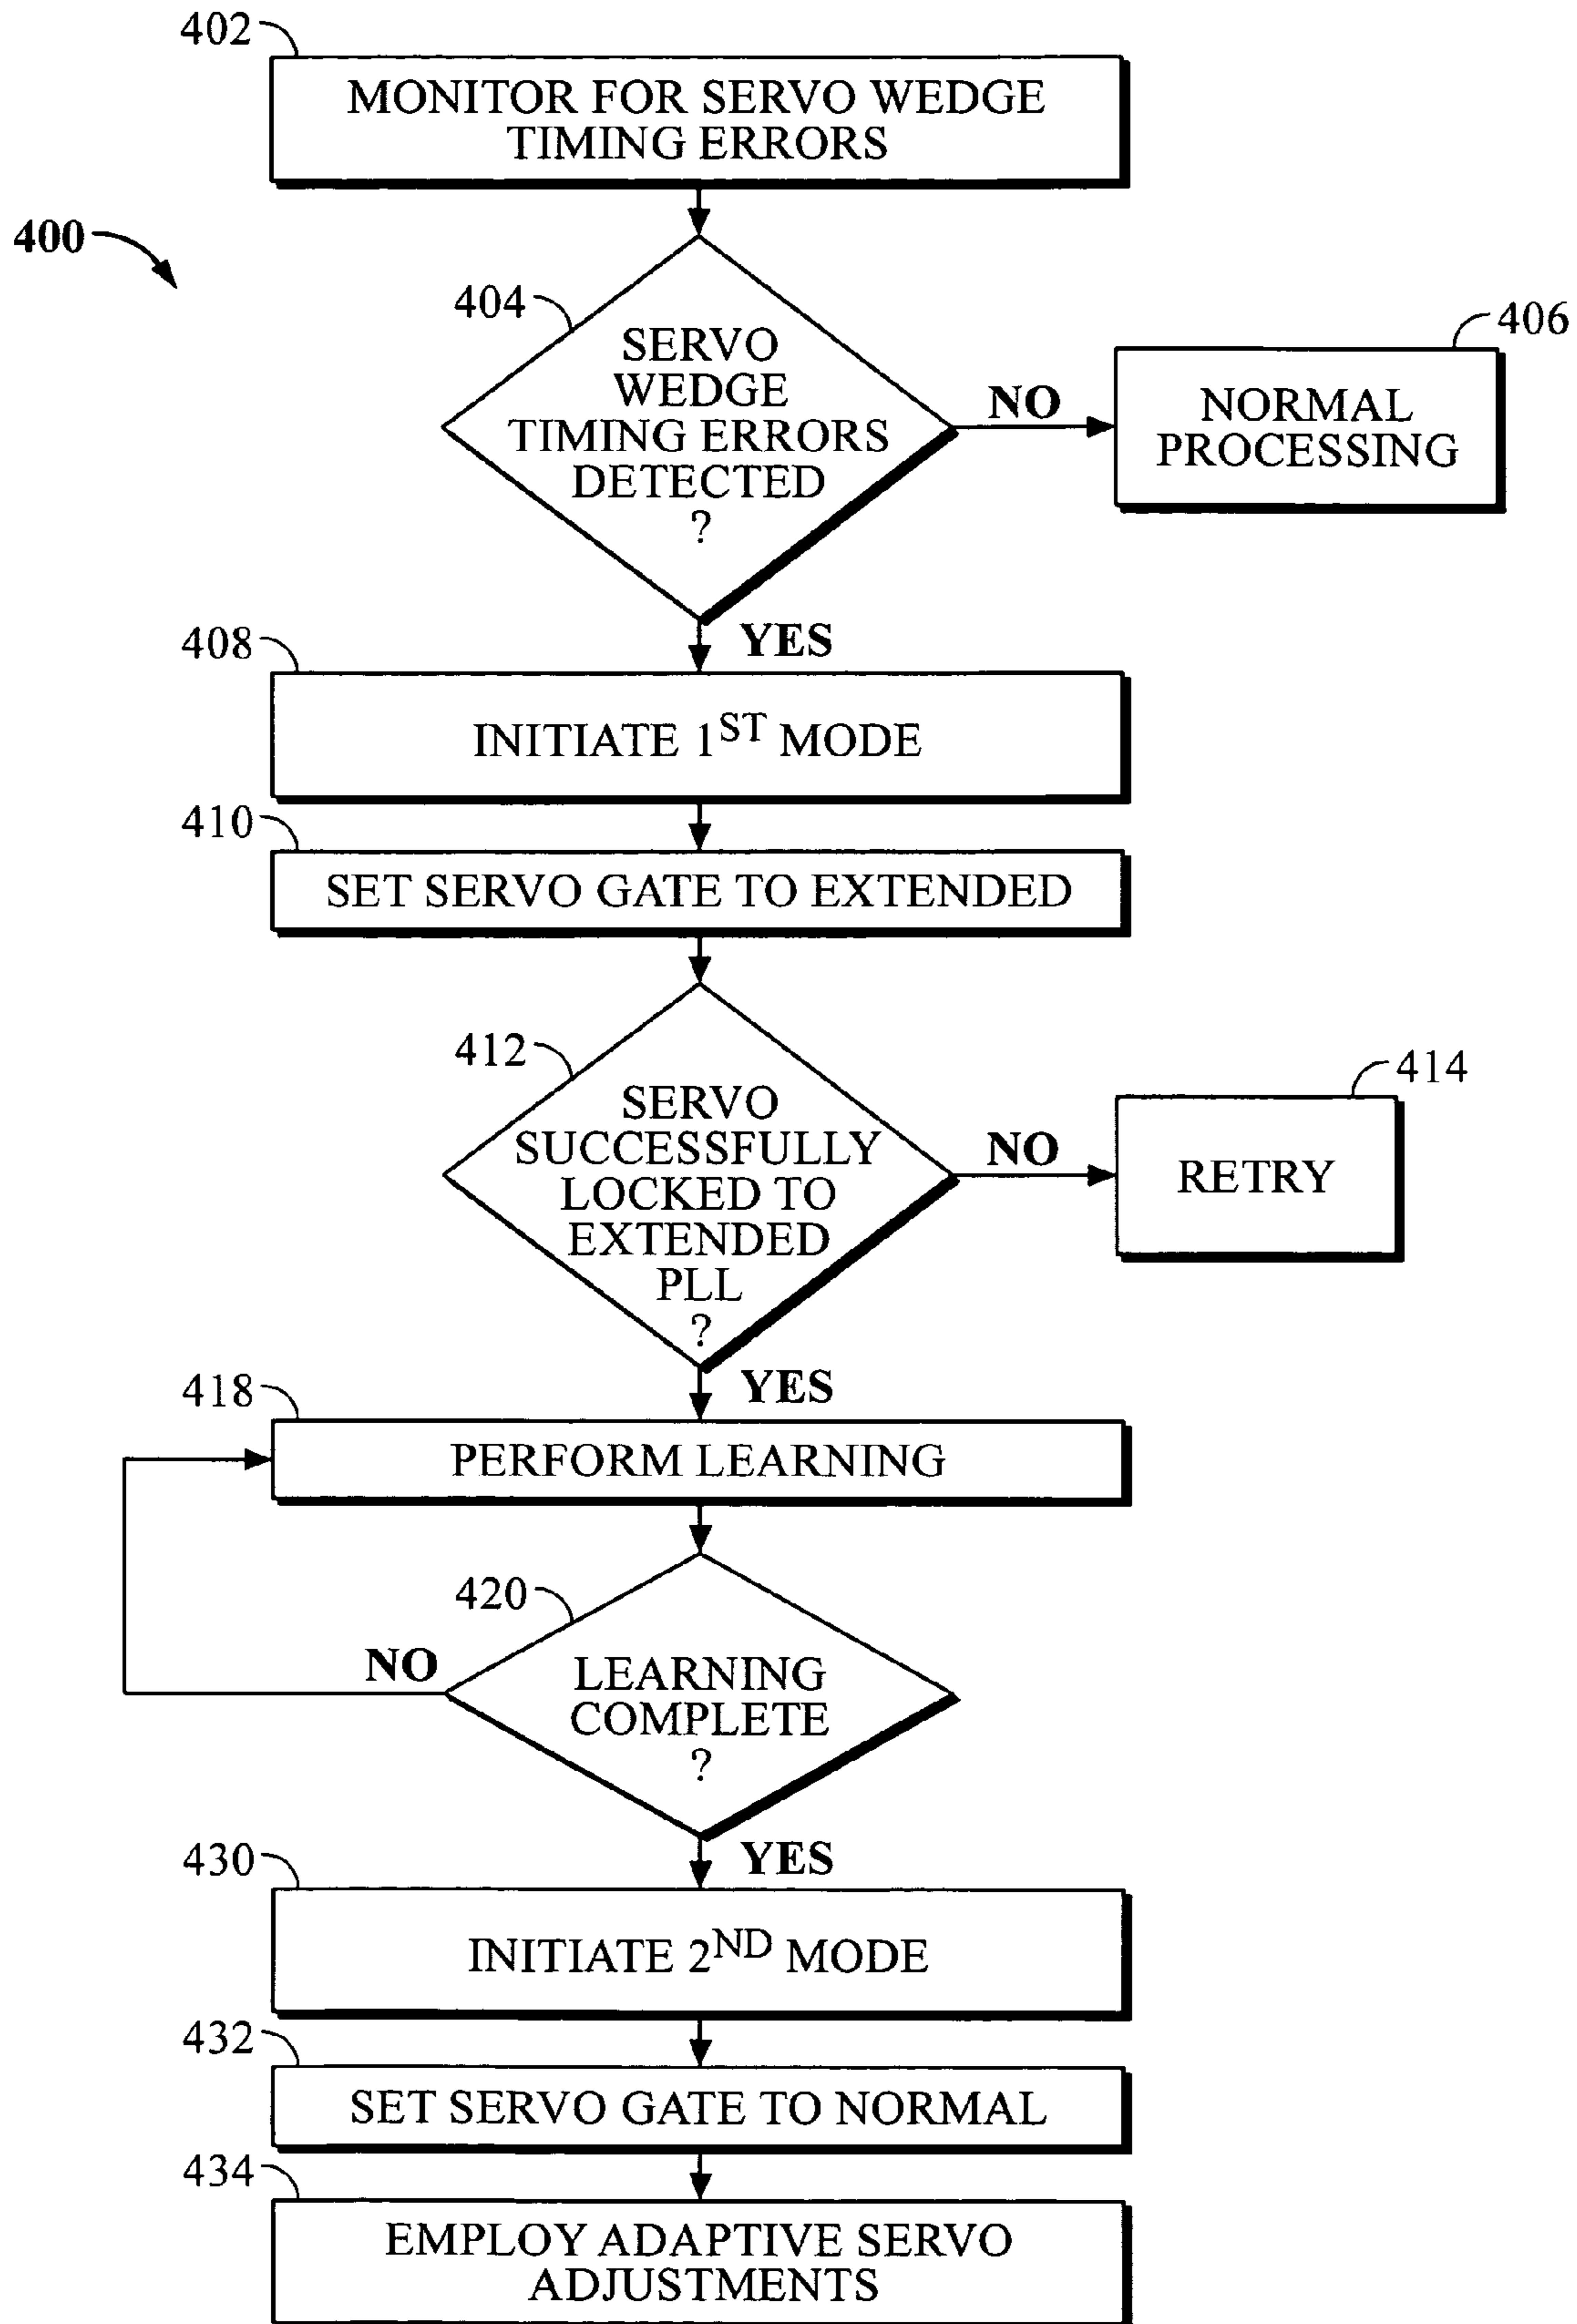 402
MONITOR FOR SERVO WEDGE
TIMING ERRORS
400
404
SERVO
WEDGE
TIMING ERRORS
DETECTED
?
NO
406
NORMAL
PROCESSING
YES
408
INITIATE 1ST MODE
410
SET SERVO GATE TO EXTENDED
412
SERVO
SUCCESSFULLY
LOCKED TO
EXTENDED
PLL
?
NO
414
RETRY
YES
418
PERFORM LEARNING
420
LEARNING
COMPLETE
?
NO
YES
430
INITIATE 2ND MODE
432
SET SERVO GATE TO NORMAL
434
EMPLOY ADAPTIVE SERVO
ADJUSTMENTS